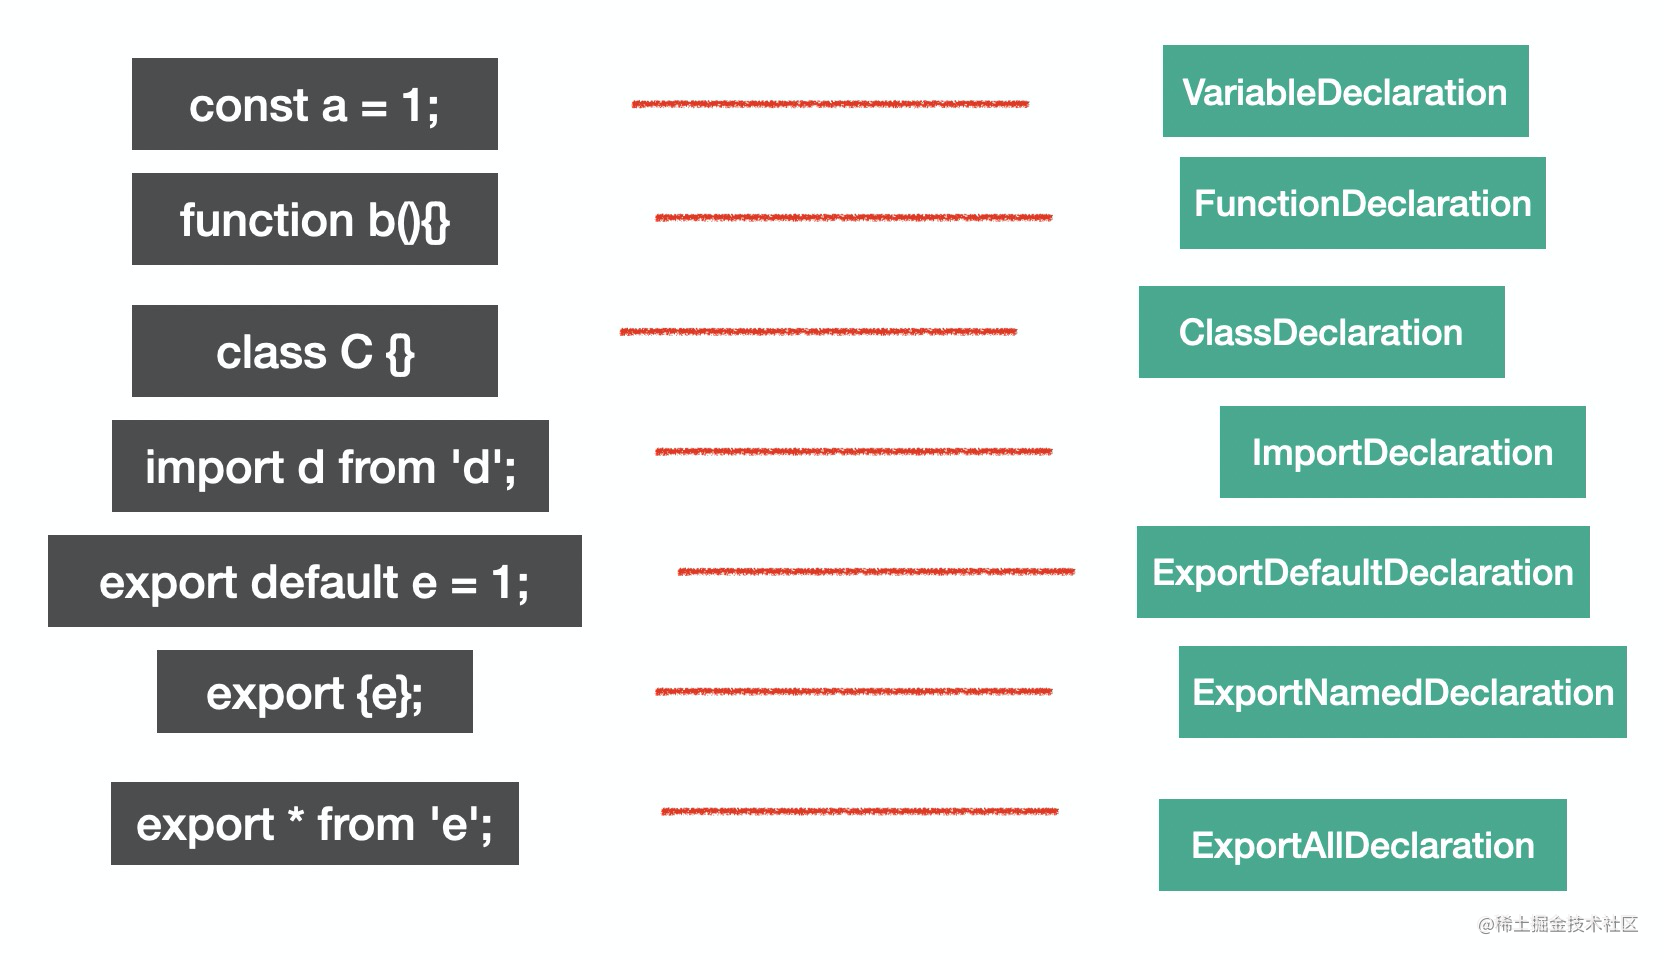 const a = 1;
VariableDeclaration
function b(){}
FunctionDeclaration
class C {}
ClassDeclaration
import d from 'd';
ImportDeclaration
export default e = 1;
ExportDefaultDeclaration
export {e};
ExportNamedDeclaration
export * from 'e';
ExportAllDeclaration
@稀土掘金技术社区